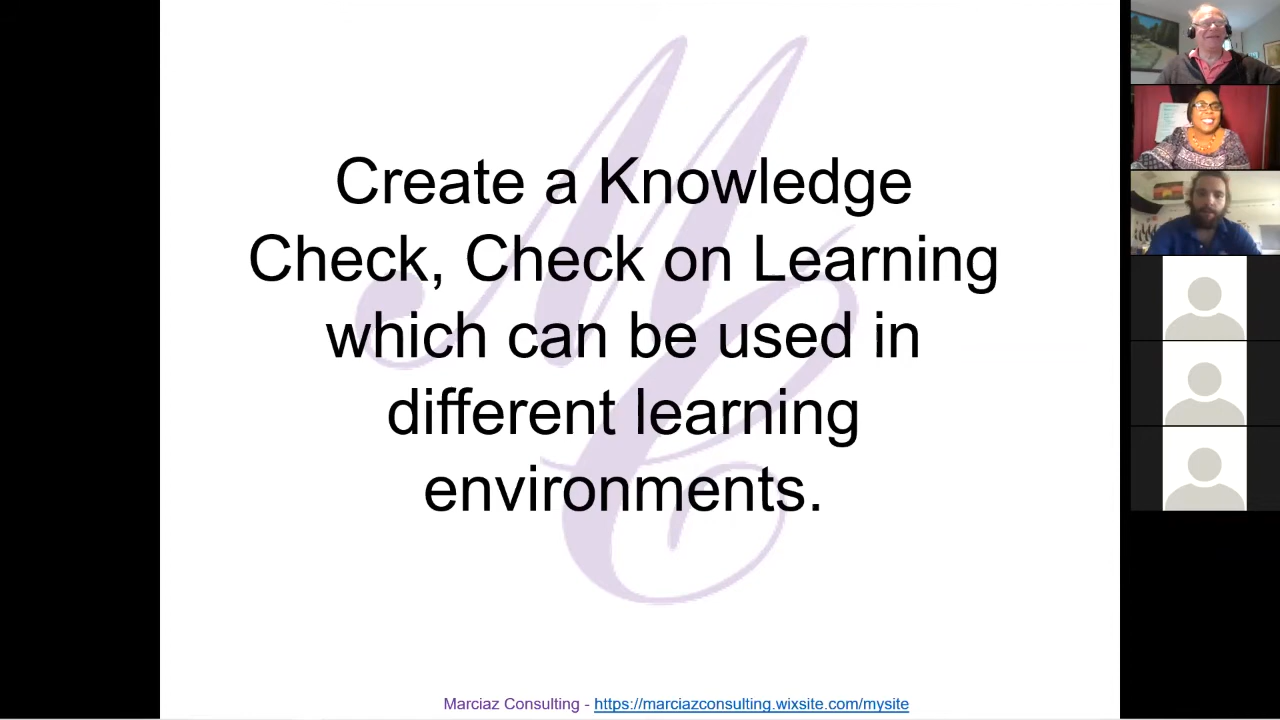 Create a Knowledge
Check, Check on Learning
which can be used in
different learning
environments.
Marciaz Consulting - https://marciazconsulting.wixsite.com/mysite